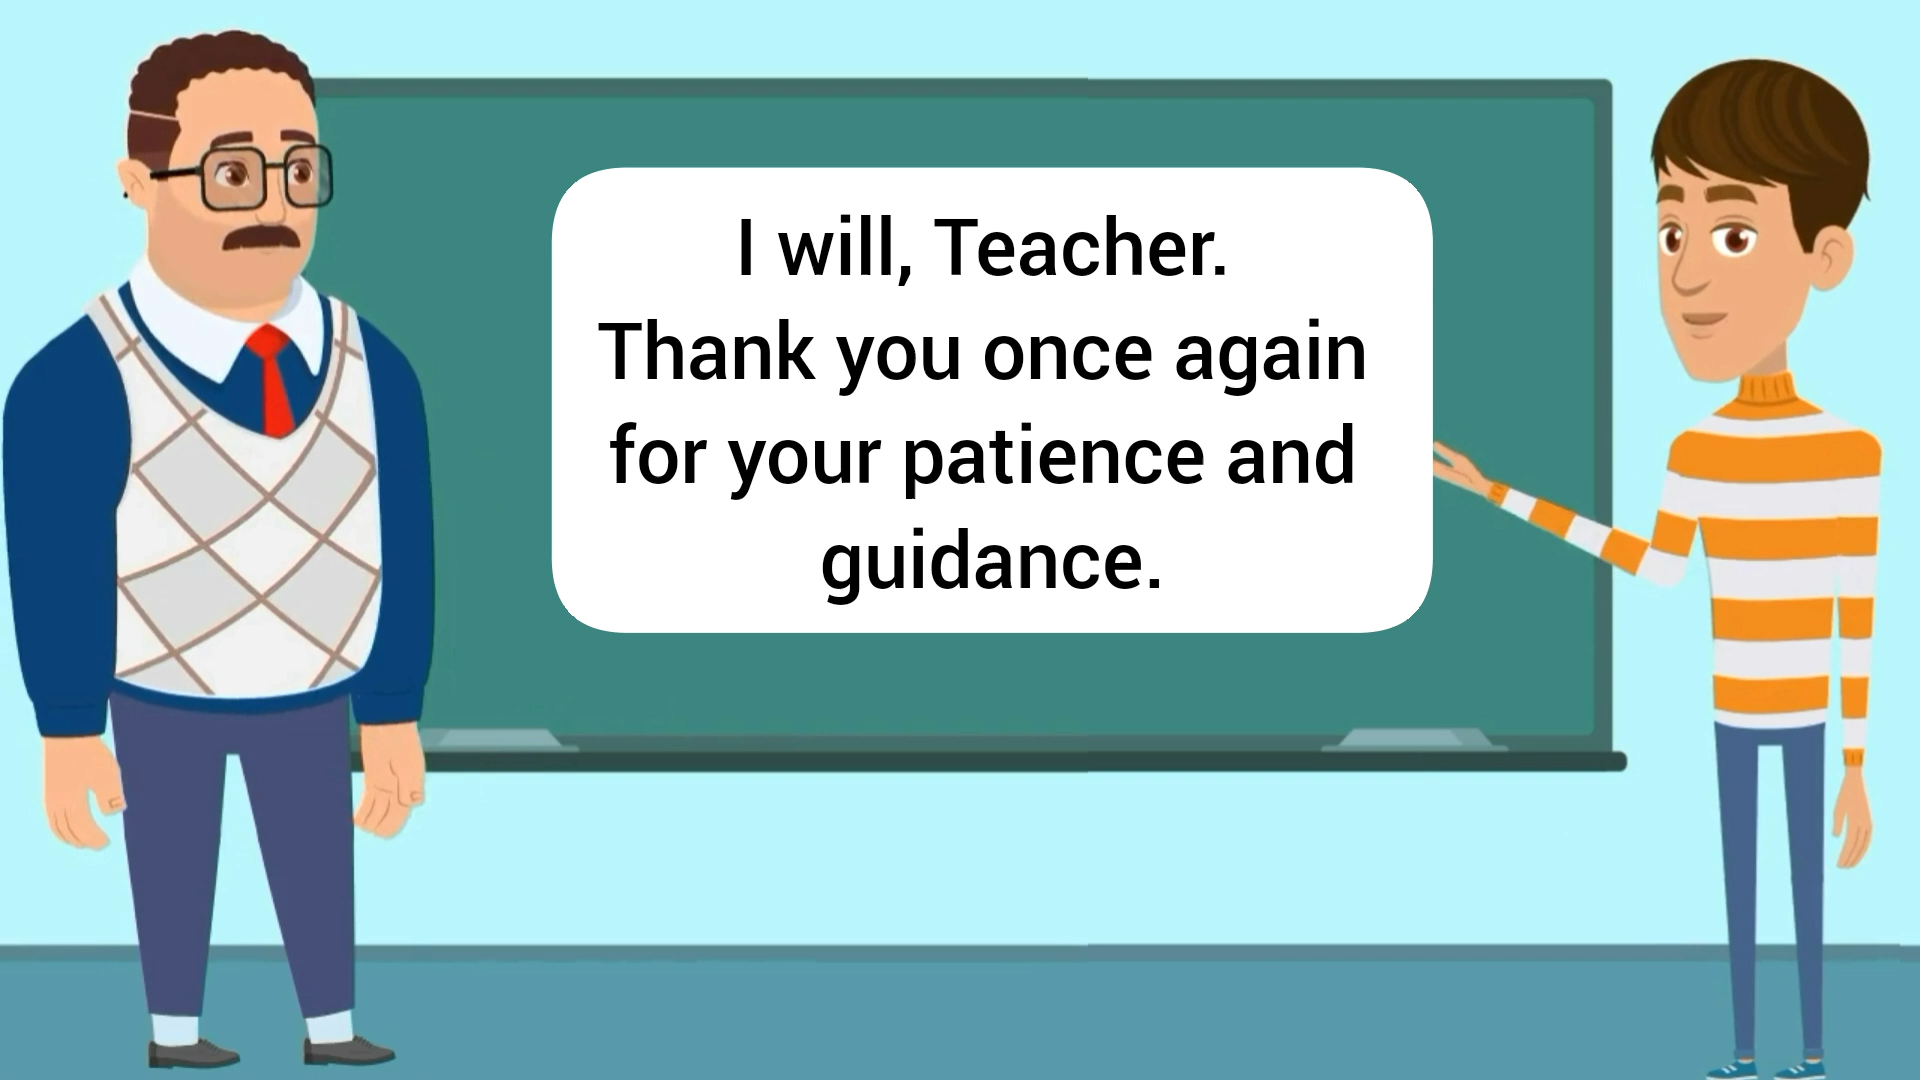 I will, Teacher.
Thank you once again
for your patience and
guidance.